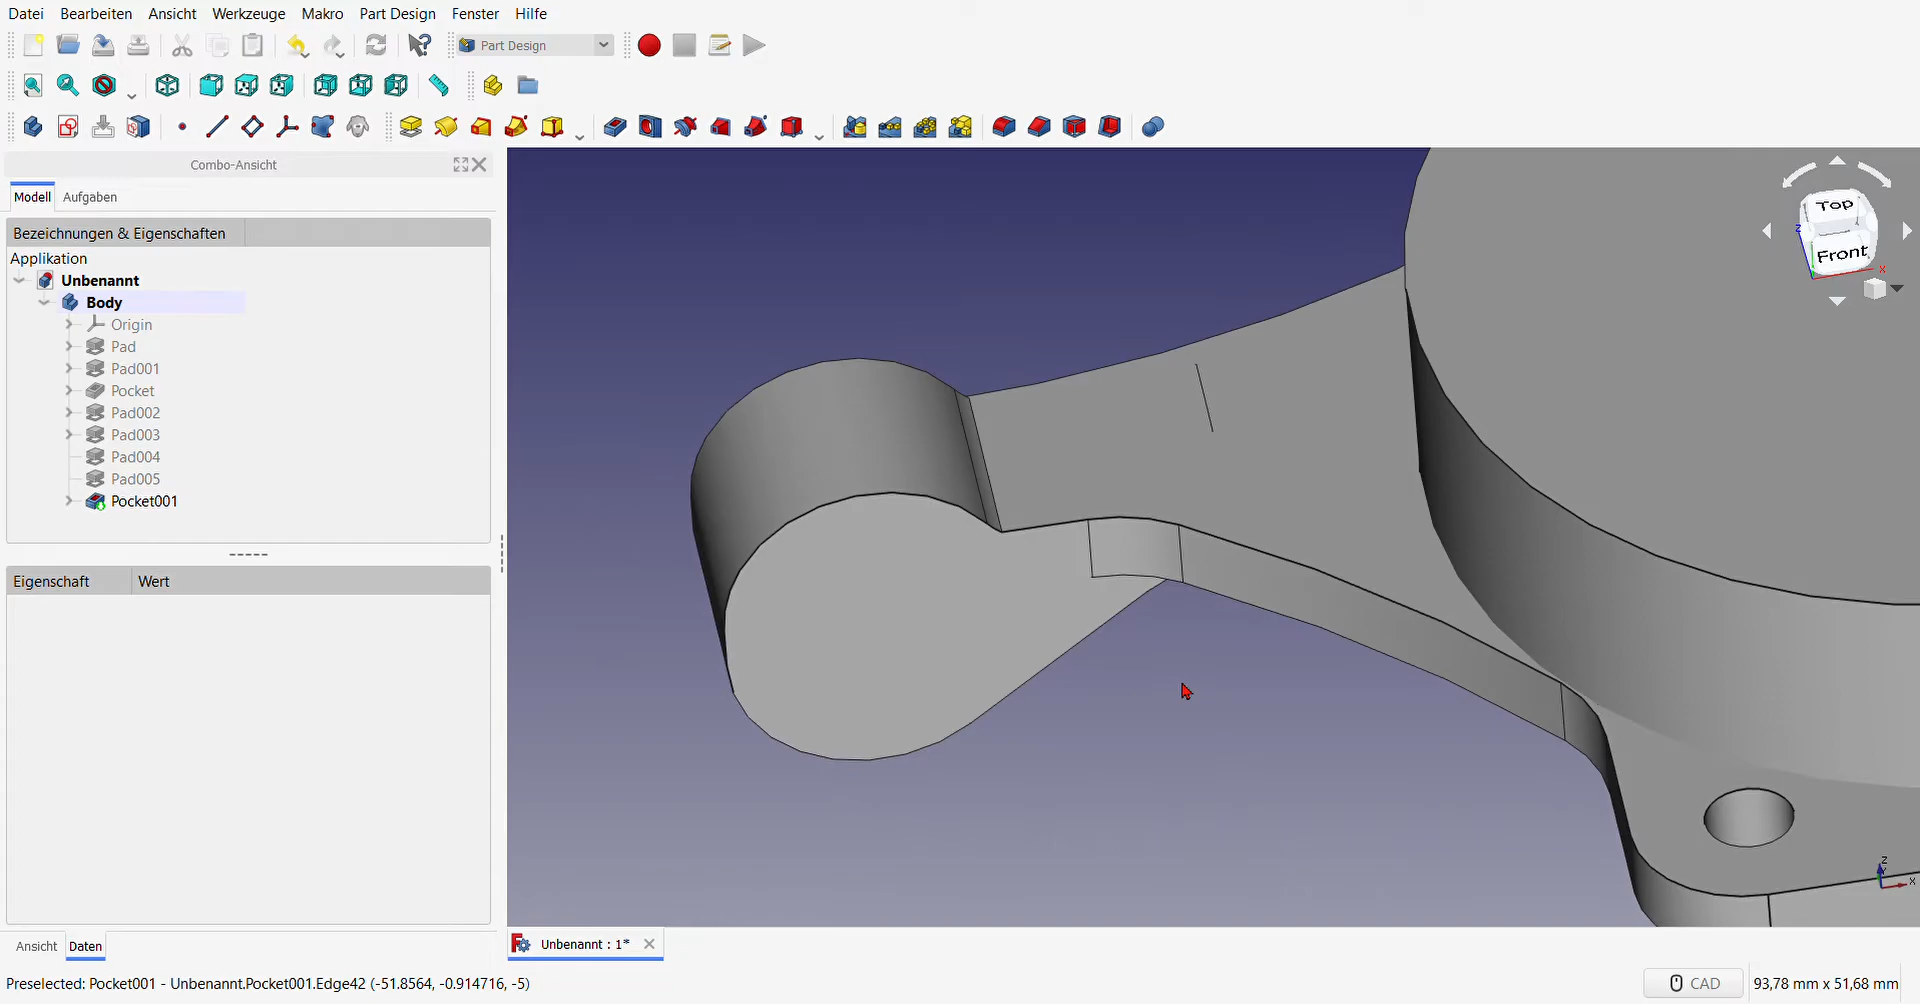 Datei Bearbeiten Ansicht Werkzeuge Makro Part Design Fenster Hilfe
Part Design
Combo-Ansicht
Modell Aufgaben
Bezeichnungen & Eigenschaften
Applikation
Unbenannt
Body
Origin
Pad
Pad001
Pocket
Pad002
Pad003
Pad004
Pad005
Pocket001
Eigenschaft Wert
Ansicht Daten
Top
Front
z
x
z
x
Unbenannt : 1*
Preselected: Pocket001 - Unbenannt.Pocket001.Edge42 (-51.8564, -0.914716, -5)
CAD 93,78 mm x 51,68 mm